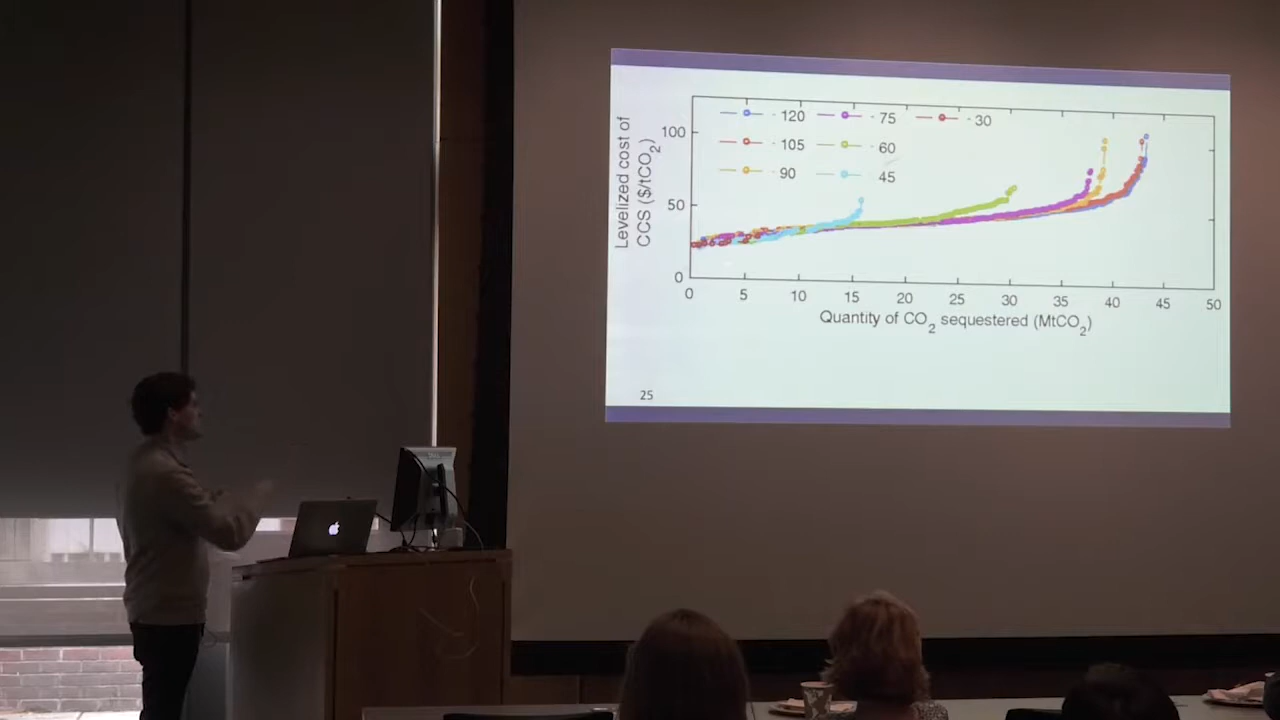 Levelized cost of
CCS ($/tCO2)
100
50
0
- 120
- 75
- 30
- 105
- 60
- 90
45
0 5 10 15 20 25 30 35 40 45 50
Quantity of CO2 sequestered (MtCO2)
25